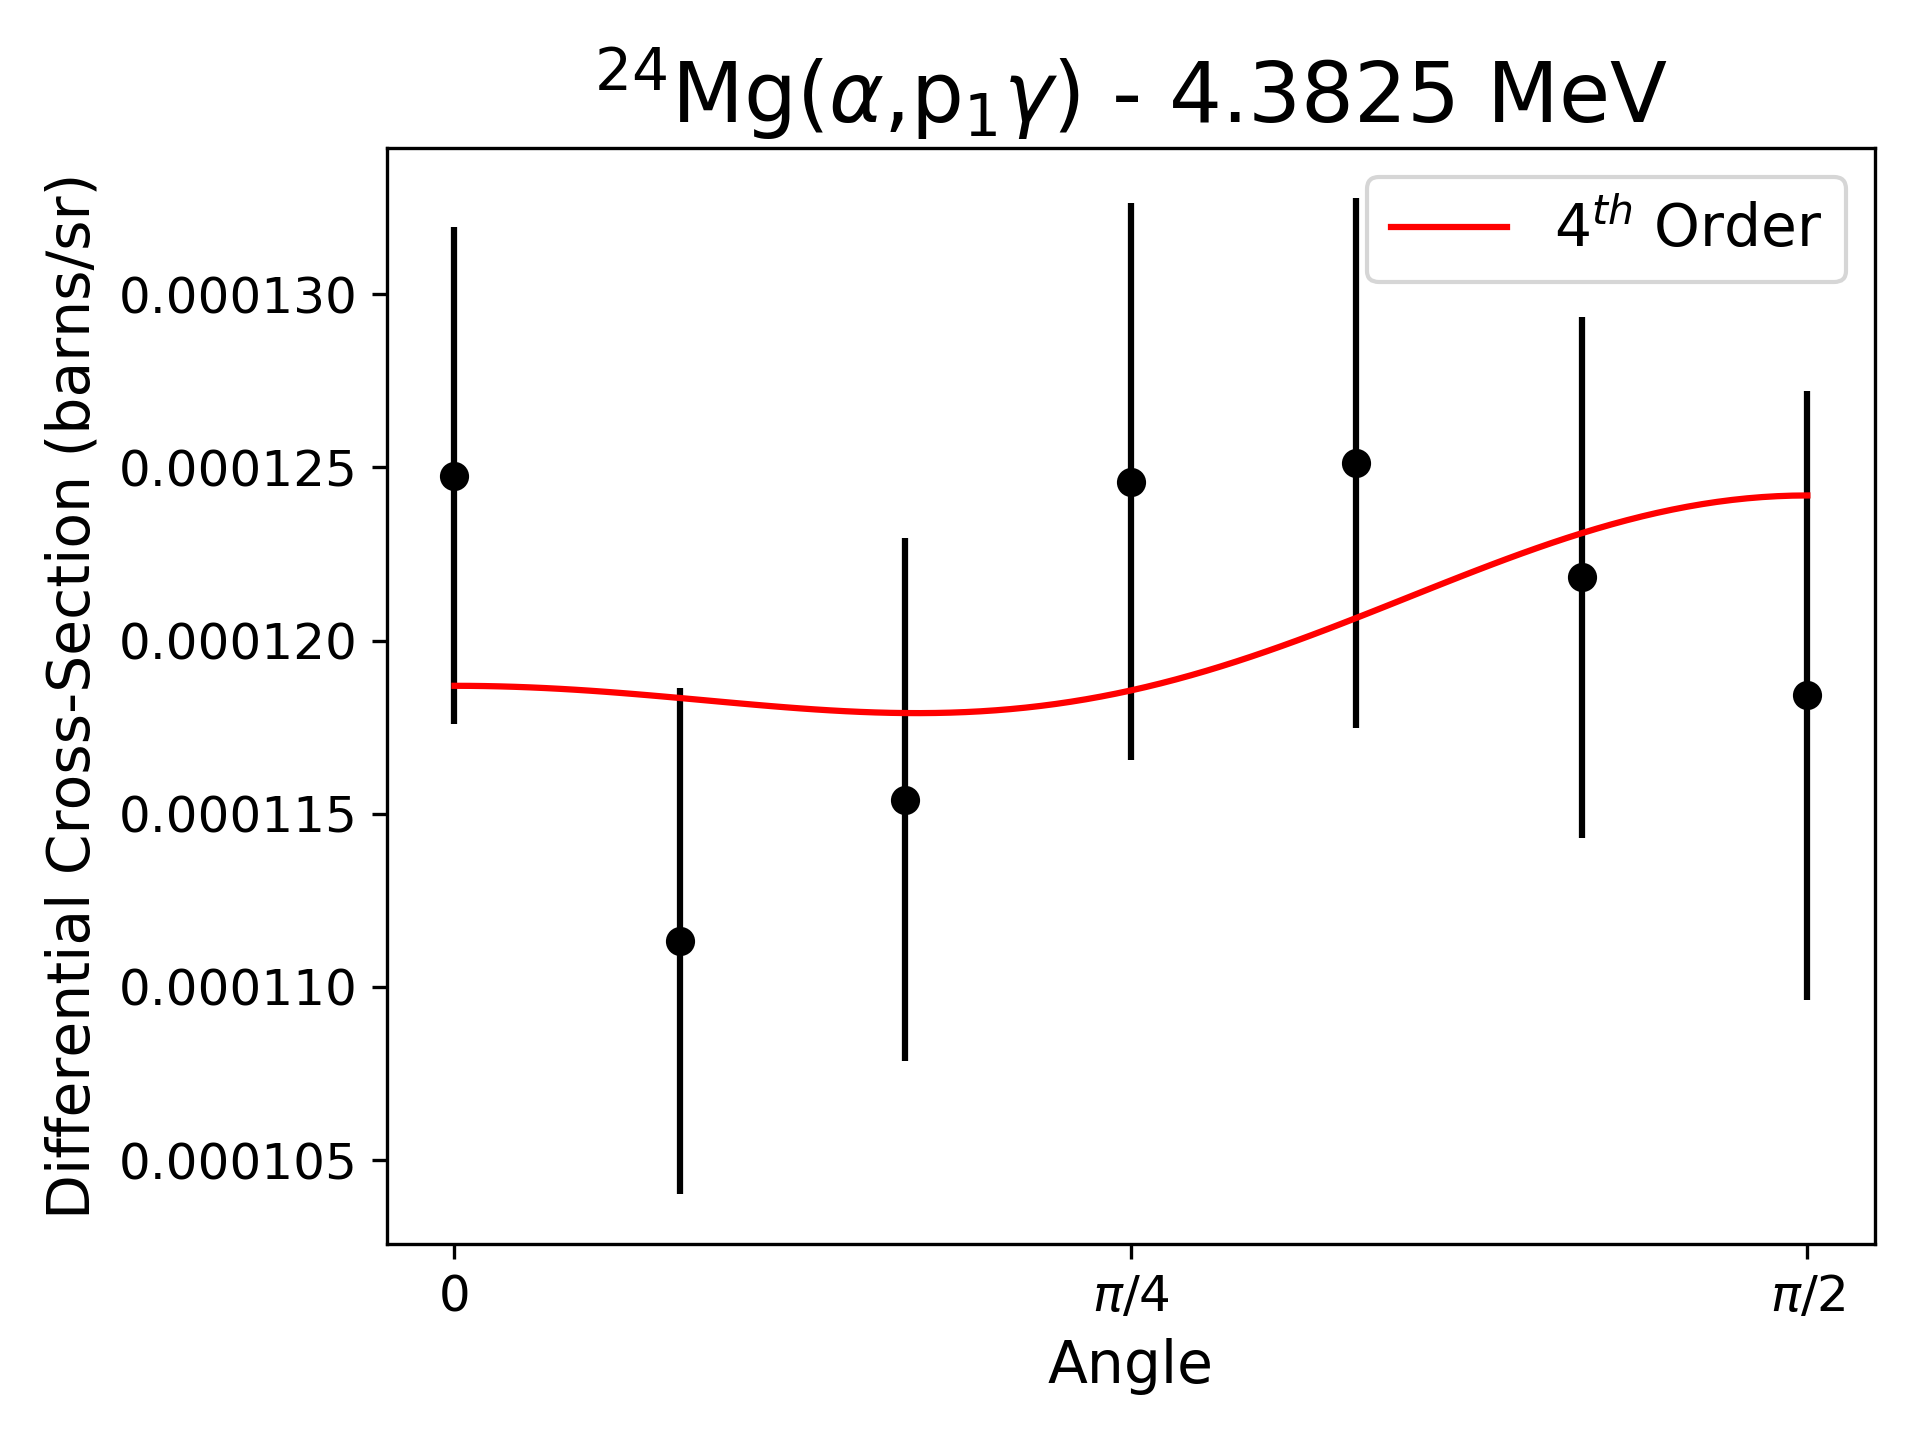 ²⁴Mg(α,p₁γ) - 4.3825 MeV
4ᵗʰ Order
Differential Cross-Section (barns/sr)
0.000130
0.000125
0.000120
0.000115
0.000110
0.000105
0 π/4 π/2
Angle